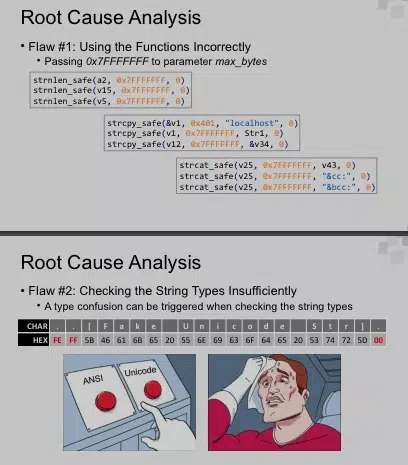 Root Cause Analysis
• Flaw #1: Using the Functions Incorrectly
• Passing 0x7FFFFFFF to parameter max_bytes
strnlen_safe(a2, 0x7FFFFFFF, 0)
strnlen_safe(v15, 0x7FFFFFFF, 0)
strnlen_safe(v5, 0x7FFFFFFF, 0)
strcpy_safe(&v1, 0x401, "localhost", 0)
strcpy_safe(v1, 0x7FFFFFFF, Str1, 0)
strcpy_safe(v12, 0x7FFFFFFF, &v34, 0)
strcat_safe(v25, 0x7FFFFFFF, v43, 0)
strcat_safe(v25, 0x7FFFFFFF, "&cc:", 0)
strcat_safe(v25, 0x7FFFFFFF, "&bcc:", 0)
Root Cause Analysis
• Flaw #2: Checking the String Types Insufficiently
• A type confusion can be triggered when checking the string types
CHAR . . [ F a k e U n i c o d e S t r ] .
HEX FE FF 5B 46 61 6B 65 20 55 6E 69 63 6F 64 65 20 53 74 72 5D 00
ANSI Unicode